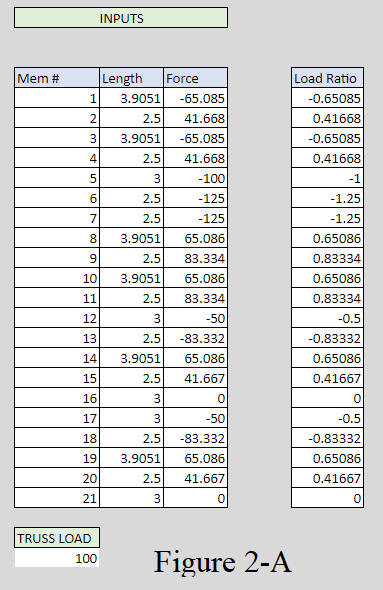 INPUTS
Mem # Length Force Load Ratio
1 3.9051 -65.085 -0.65085
2 2.5 41.668 0.41668
3 3.9051 -65.085 -0.65085
4 2.5 41.668 0.41668
5 3 -100 -1
6 2.5 -125 -1.25
7 2.5 -125 -1.25
8 3.9051 65.086 0.65086
9 2.5 83.334 0.83334
10 3.9051 65.086 0.65086
11 2.5 83.334 0.83334
12 3 -50 -0.5
13 2.5 -83.332 -0.83332
14 3.9051 65.086 0.65086
15 2.5 41.667 0.41667
16 3 0 0
17 3 -50 -0.5
18 2.5 -83.332 -0.83332
19 3.9051 65.086 0.65086
20 2.5 41.667 0.41667
21 3 0 0
TRUSS LOAD
100
Figure 2-A